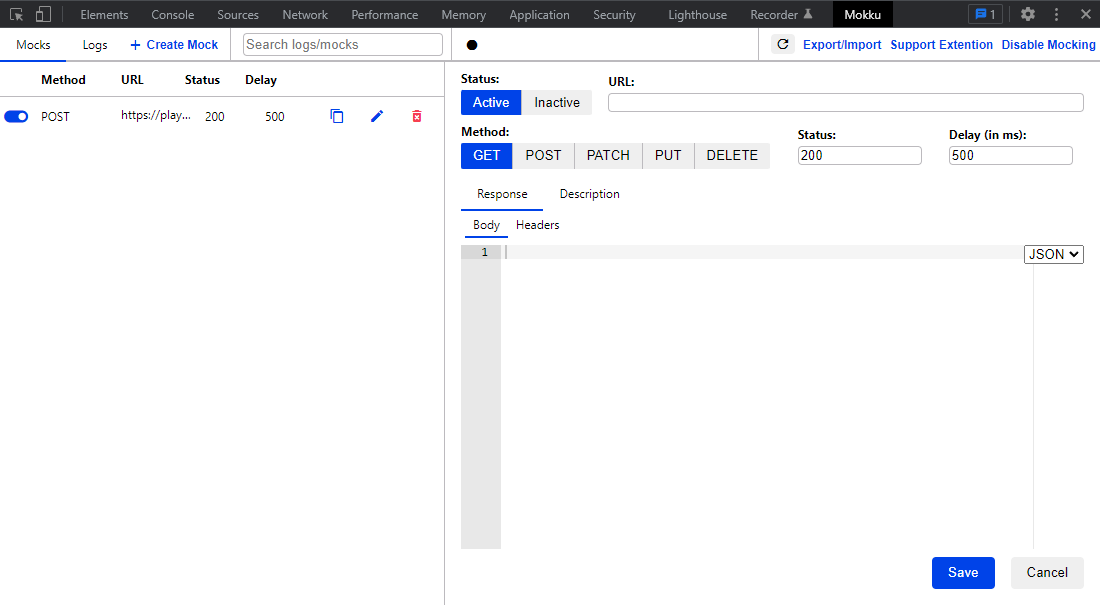 Elements Console Sources Network Performance Memory Application Security Lighthouse Recorder Mokku 1
Mocks Logs + Create Mock Search logs/mocks Export/Import Support Extention Disable Mocking
Method URL Status Delay
POST https://play... 200 500
Status: URL:
Active Inactive
Method: Status: Delay (in ms):
GET POST PATCH PUT DELETE 200 500
Response Description
Body Headers
1 JSON
Save Cancel